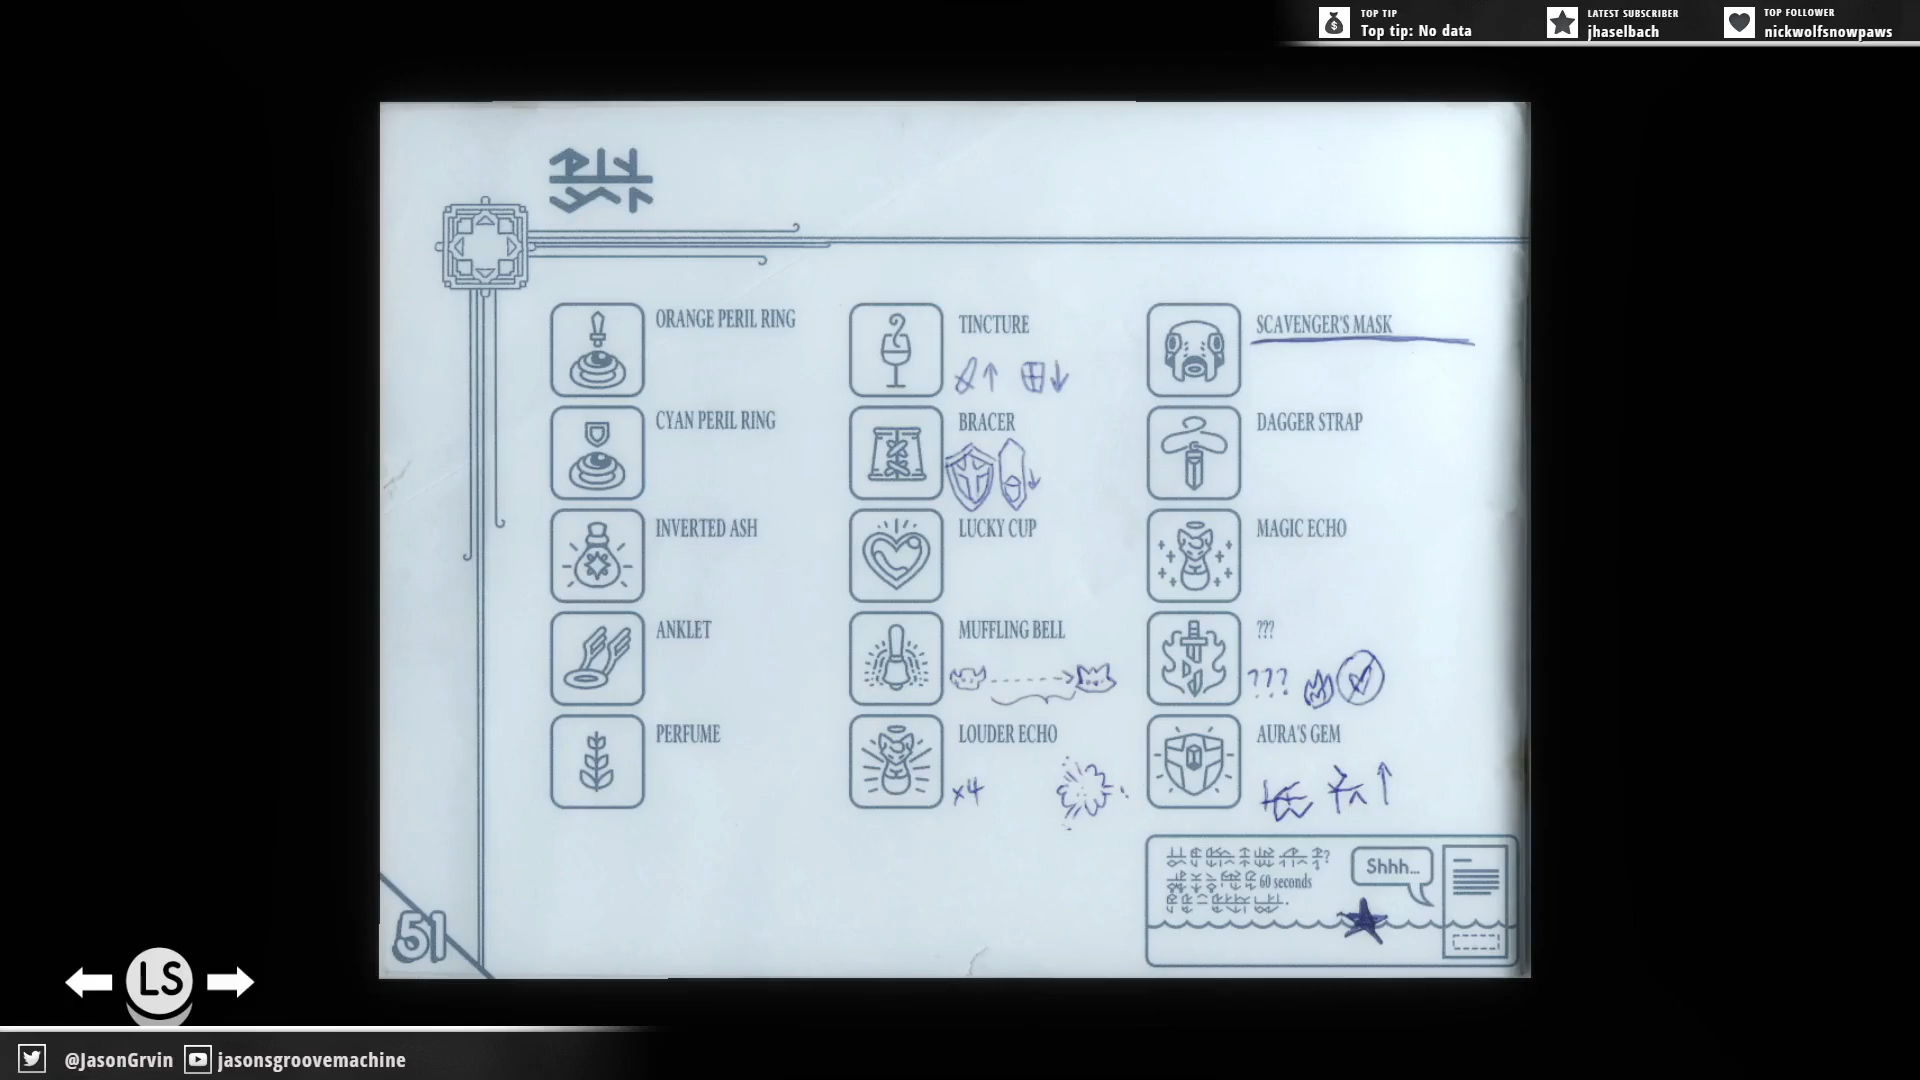 TOP TIP
Top tip: No data
LATEST SUBSCRIBER
jhaselbach
TOP FOLLOWER
nickwolfsnowpaws
ORANGE PERIL RING
CYAN PERIL RING
INVERTED ASH
ANKLET
PERFUME
TINCTURE
BRACER
LUCKY CUP
MUFFLING BELL
LOUDER ECHO
x4
SCAVENGER'S MASK
DAGGER STRAP
MAGIC ECHO
???
???
AURA'S GEM
60 seconds
Shhh...
51
LS
@JasonGrvin
jasonsgroovemachine